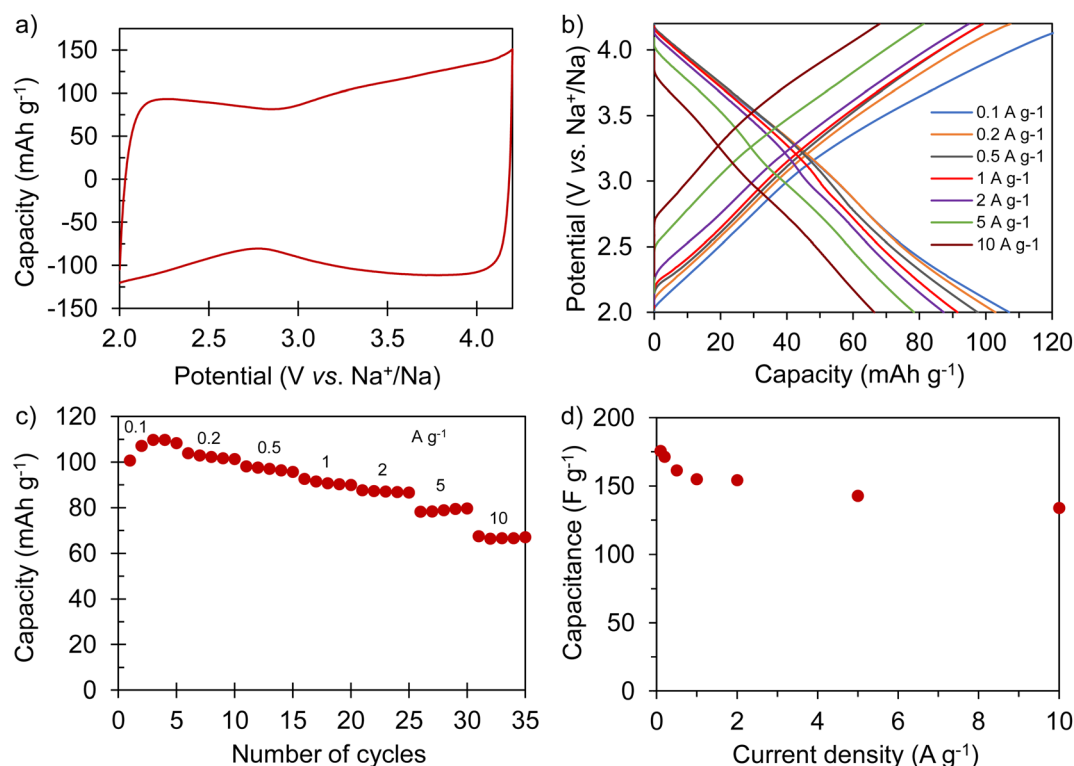 a)
Capacity (mAh g⁻¹)
150
100
50
0
-50
-100
-150
2.0 2.5 3.0 3.5 4.0
Potential (V vs. Na⁺/Na)
b)
Potential (V vs. Na⁺/Na)
4.0
3.5
3.0
2.5
2.0
0.1 A g-1
0.2 A g-1
0.5 A g-1
1 A g-1
2 A g-1
5 A g-1
10 A g-1
0 20 40 60 80 100 120
Capacity (mAh g⁻¹)
c)
Capacity (mAh g⁻¹)
120
100
80
60
40
20
0
0.1
0.2
0.5
1
2
5
10
A g⁻¹
0 5 10 15 20 25 30 35
Number of cycles
d)
Capacitance (F g⁻¹)
200
150
100
50
0
0 2 4 6 8 10
Current density (A g⁻¹)